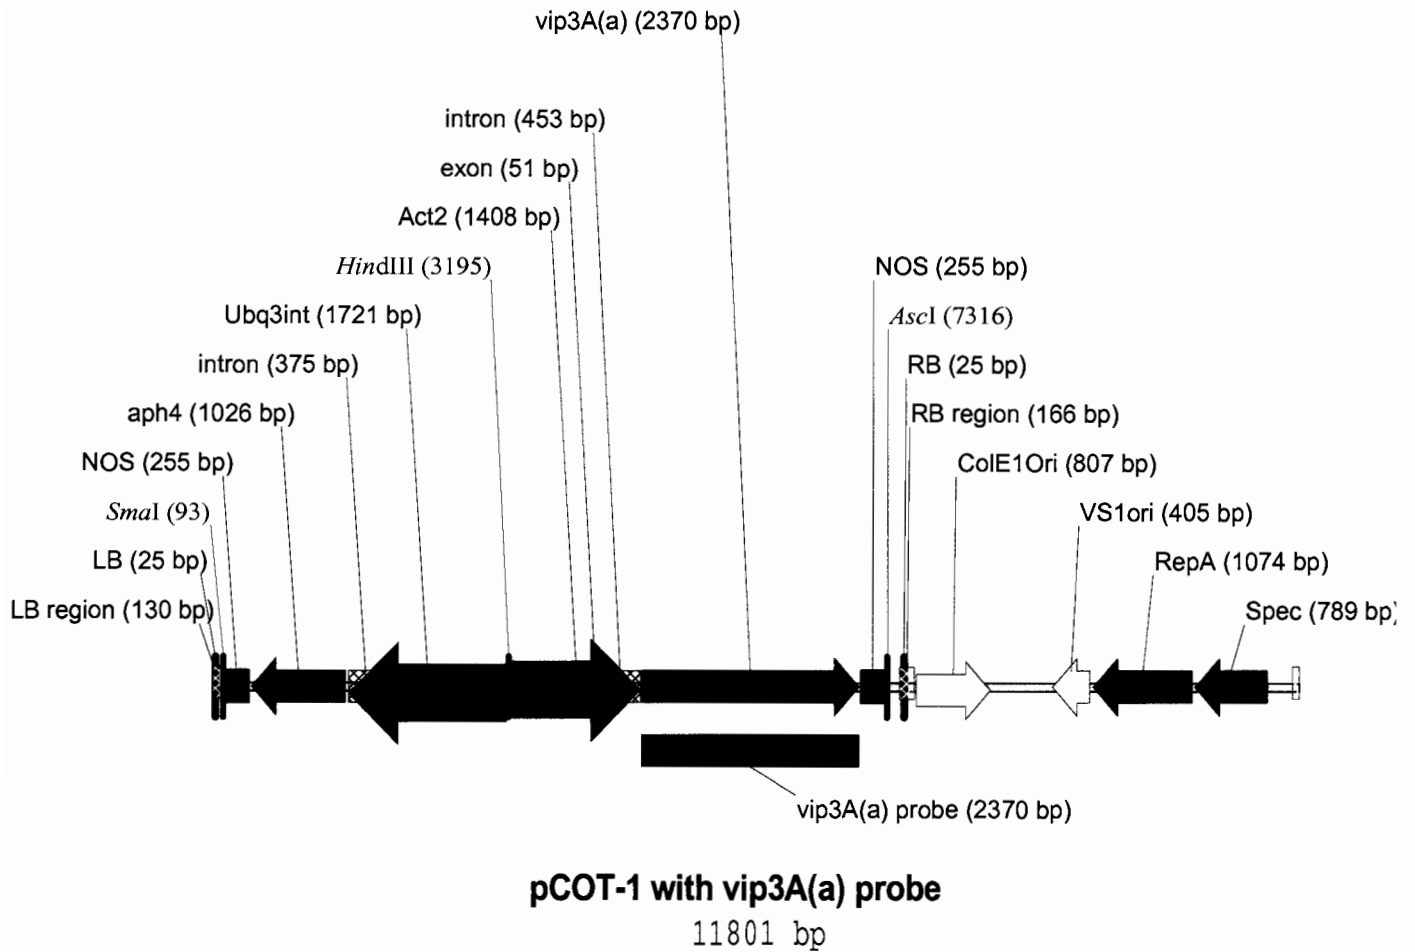 vip3A(a) (2370 bp)
intron (453 bp)
exon (51 bp)
Act2 (1408 bp)
HindIII (3195)
NOS (255 bp)
Ubq3int (1721 bp)
AscI (7316)
intron (375 bp)
RB (25 bp)
aph4 (1026 bp)
RB region (166 bp)
NOS (255 bp)
ColE1Ori (807 bp)
SmaI (93)
VS1ori (405 bp)
LB (25 bp)
RepA (1074 bp)
LB region (130 bp)
Spec (789 bp)
vip3A(a) probe (2370 bp)
pCOT-1 with vip3A(a) probe
11801 bp